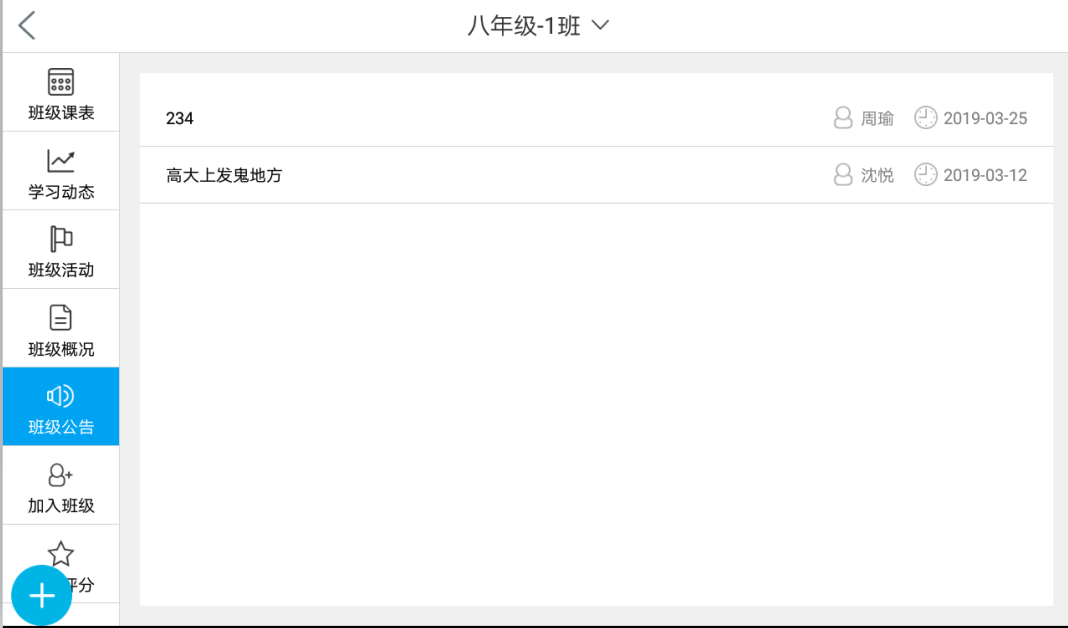 八年级-1班
班级课表
学习动态
班级活动
班级概况
班级公告
加入班级
评分
234 周瑜 2019-03-25
高大上发鬼地方 沈悦 2019-03-12